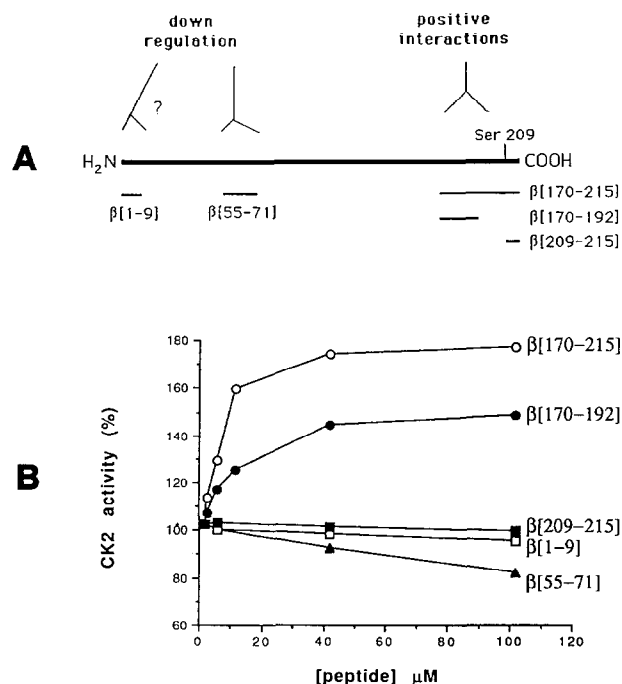 down
regulation
positive
interactions
?
Ser 209
A
H₂N
COOH
β[1-9]
β[55-71]
β[170-215]
β[170-192]
β[209-215]
B
CK2 activity (%)
180
160
140
120
100
80
60
0
20
40
60
80
100
120
[peptide] μM
β[170-215]
β[170-192]
β[209-215]
β[1-9]
β[55-71]